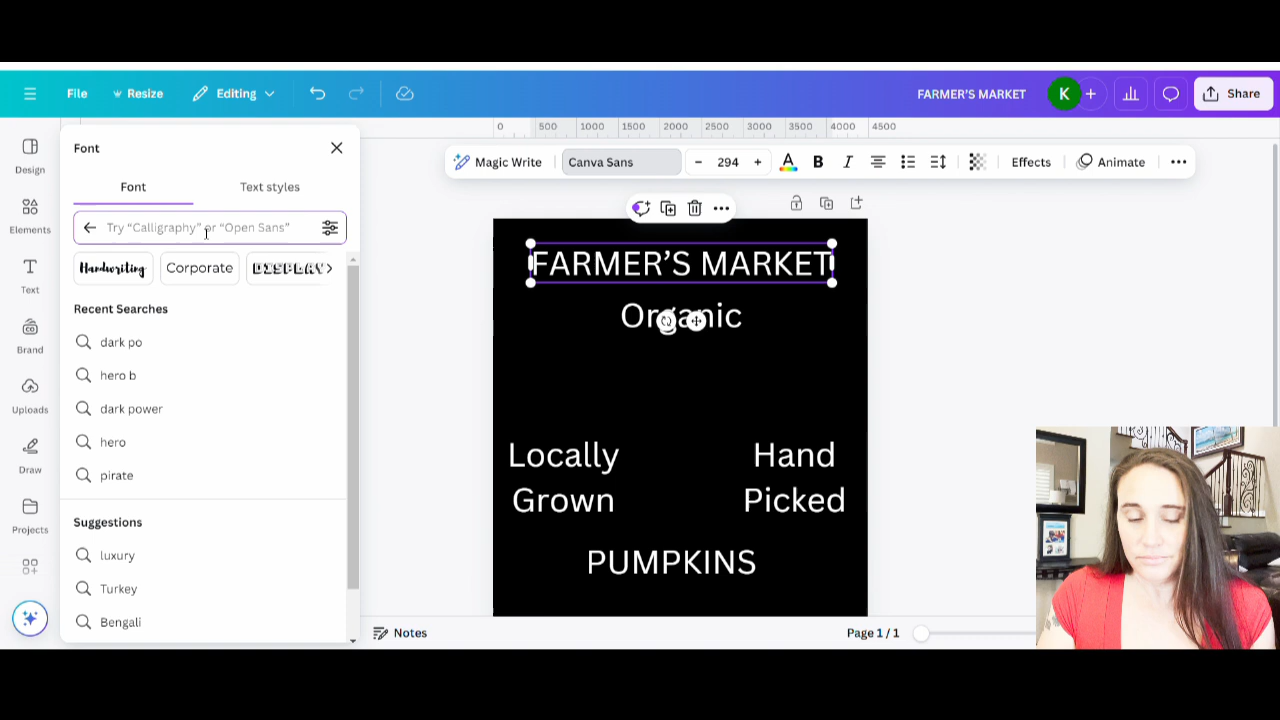 File Resize Editing FARMER'S MARKET K Share
0 500 1000 1500 2000 2500 3000 3500 4000 4500
Design
Elements
Text
Brand
Uploads
Draw
Projects
Font
Font Text styles
Try “Calligraphy” or “Open Sans”
Handwriting Corporate DISPLAY
Recent Searches
dark po
hero b
dark power
hero
pirate
Suggestions
luxury
Turkey
Bengali
Magic Write Canva Sans – 294 + A B I Effects Animate
FARMER’S MARKET
Organic
Locally
Grown
Hand
Picked
PUMPKINS
Notes Page 1 / 1